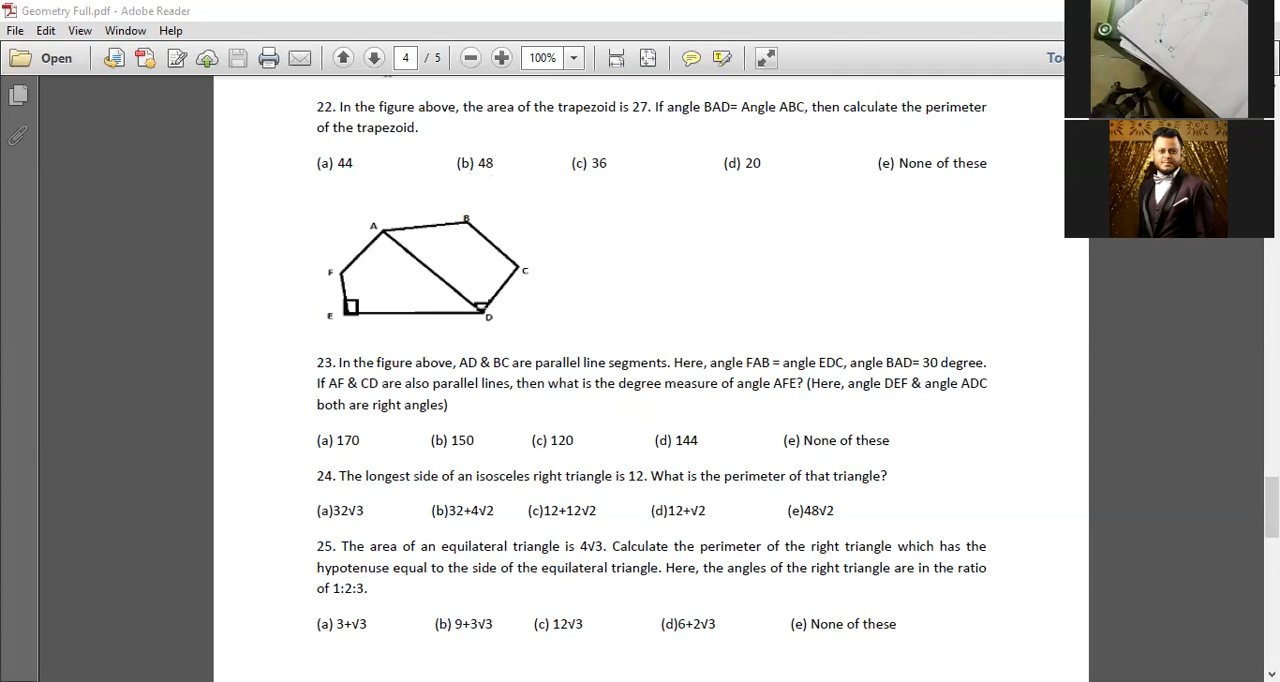 Geometry Full.pdf - Adobe Reader
File Edit View Window Help
Open 4 / 5 100% Too
22. In the figure above, the area of the trapezoid is 27. If angle BAD= Angle ABC, then calculate the perimeter
of the trapezoid.
(a) 44 (b) 48 (c) 36 (d) 20 (e) None of these
A B
F C
E D
23. In the figure above, AD & BC are parallel line segments. Here, angle FAB = angle EDC, angle BAD= 30 degree.
If AF & CD are also parallel lines, then what is the degree measure of angle AFE? (Here, angle DEF & angle ADC
both are right angles)
(a) 170 (b) 150 (c) 120 (d) 144 (e) None of these
24. The longest side of an isosceles right triangle is 12. What is the perimeter of that triangle?
(a)32√3 (b)32+4√2 (c)12+12√2 (d)12+√2 (e)48√2
25. The area of an equilateral triangle is 4√3. Calculate the perimeter of the right triangle which has the
hypotenuse equal to the side of the equilateral triangle. Here, the angles of the right triangle are in the ratio
of 1:2:3.
(a) 3+√3 (b) 9+3√3 (c) 12√3 (d)6+2√3 (e) None of these